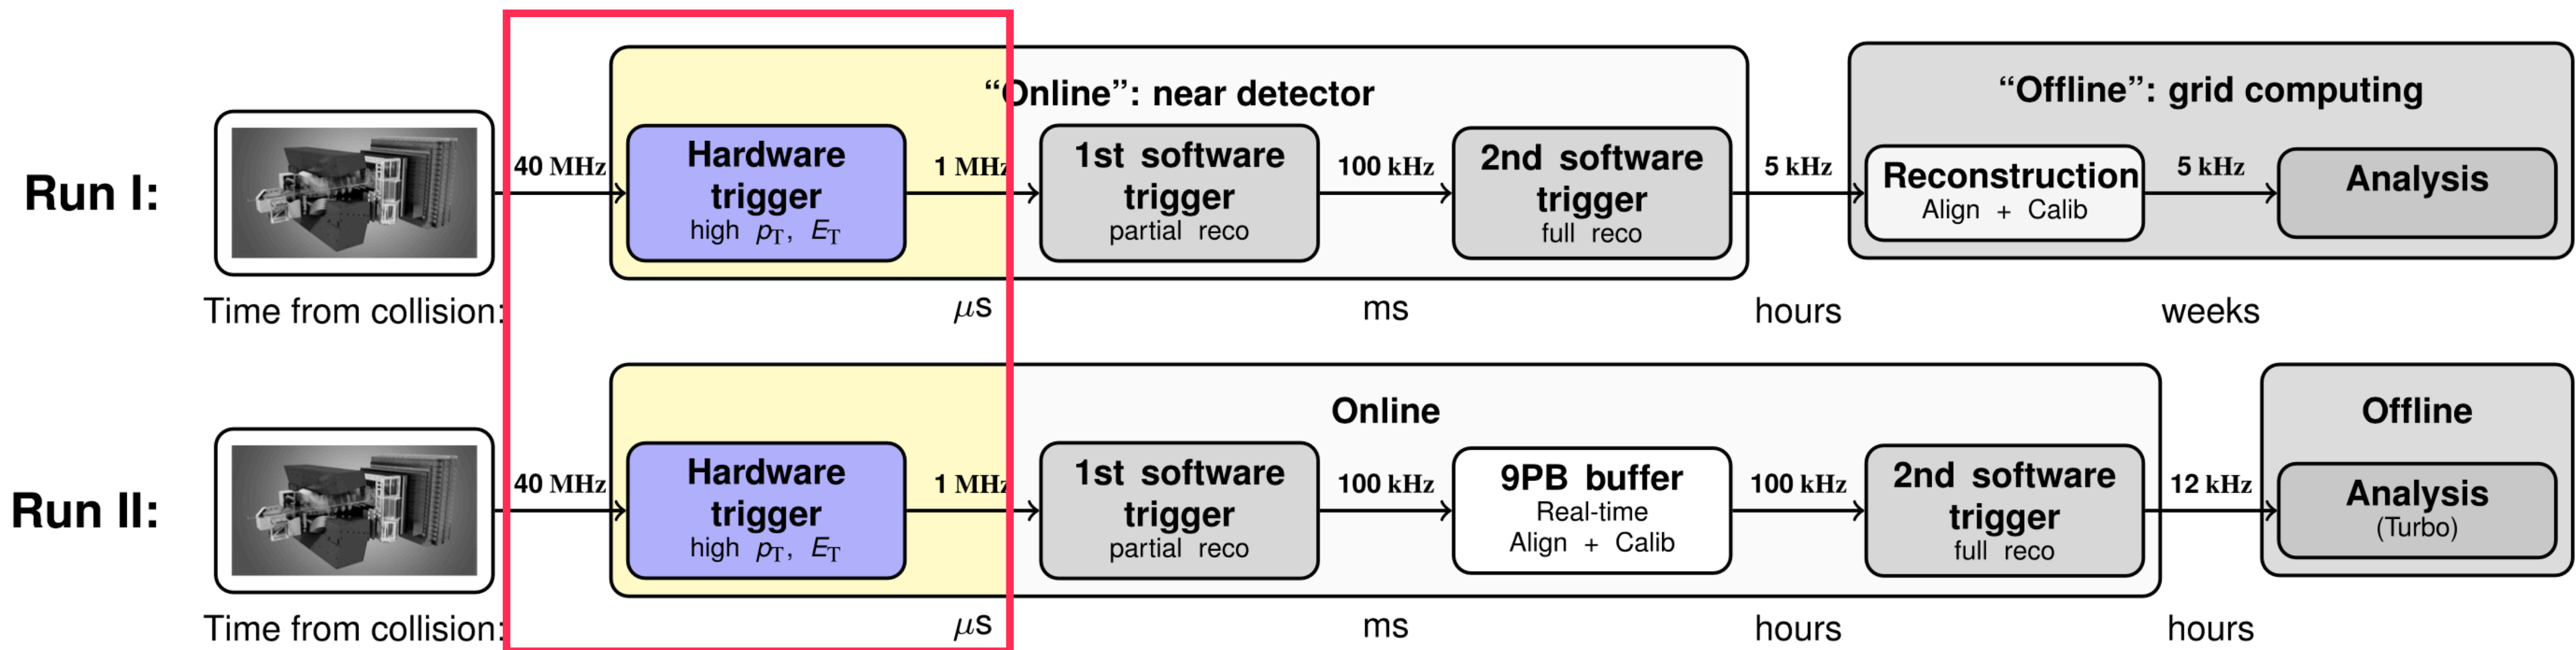 “Online”: near detector
“Offline”: grid computing
Run I:
40 MHz
Hardware
trigger
high pT, ET
1 MHz
1st software
trigger
partial reco
100 kHz
2nd software
trigger
full reco
5 kHz
Reconstruction
Align + Calib
5 kHz
Analysis
Time from collision:
μs
ms
hours
weeks
Online
Offline
Run II:
40 MHz
Hardware
trigger
high pT, ET
1 MHz
1st software
trigger
partial reco
100 kHz
9PB buffer
Real-time
Align + Calib
100 kHz
2nd software
trigger
full reco
12 kHz
Analysis
(Turbo)
Time from collision:
μs
ms
hours
hours